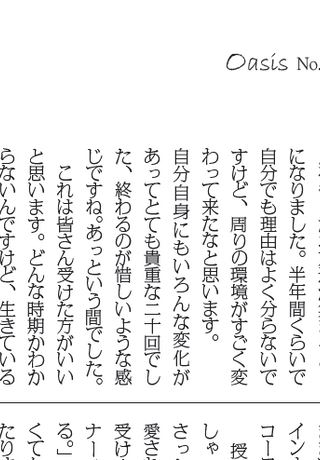 Oasis No.
になりました。半年間くらいで
自分でも理由はよく分らないで
すけど、周りの環境がすごく変
わって来たなと思います。
自分自身にもいろんな変化が
あってとても貴重な二十回でし
た、終わるのが惜しいような感
じですね。あっという間でした。
これは皆さん受けた方がいい
と思います。どんな時期かわか
らないんですけど、生きている
イン
コー
授
しゃ
さっ
愛さ
受け
ナー
る。」
くて
たり